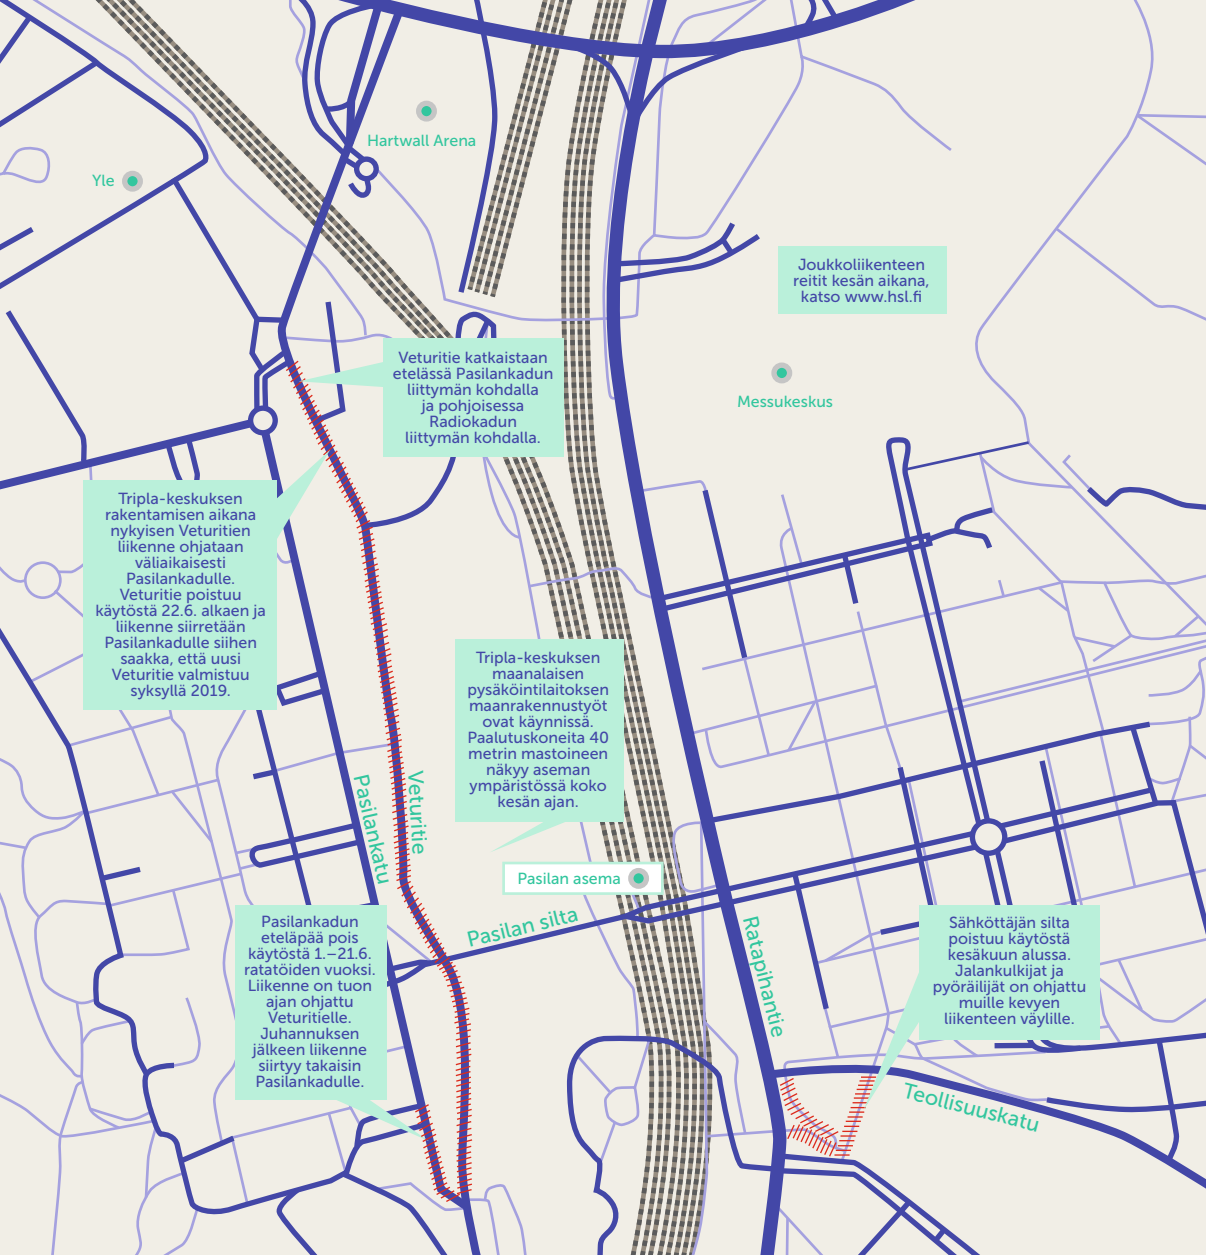 Hartwall Arena
Yle
Joukkoliikenteen
reitit kesän aikana,
katso www.hsl.fi
Veturitie katkaistaan
etelässä Pasilankadun
liittymän kohdalla
ja pohjoisessa
Radiokadun
liittymän kohdalla.
Messukeskus
Tripla-keskuksen
rakentamisen aikana
nykyisen Veturitien
liikenne ohjataan
väliaikaisesti
Pasilankadulle.
Veturitie poistuu
käytöstä 22.6. alkaen ja
liikenne siirretään
Pasilankadulle siihen
saakka, että uusi
Veturitie valmistuu
syksyllä 2019.
Tripla-keskuksen
maanalaisen
pysäköintilaitoksen
maanrakennustyöt
ovat käynnissä.
Paalutuskoneita 40
metrin mastoineen
näkyy aseman
ympäristössä koko
kesän ajan.
Pasilankatu
Veturitie
Pasilan asema
Pasilan silta
Ratapihantie
Pasilankadun
eteläpää pois
käytöstä 1.–21.6.
ratatöiden vuoksi.
Liikenne on tuon
ajan ohjattu
Veturitielle.
Juhannuksen
jälkeen liikenne
siirtyy takaisin
Pasilankadulle.
Sähköttäjän silta
poistuu käytöstä
kesäkuun alussa.
Jalankulkijat ja
pyöräilijät on ohjattu
muille kevyen
liikenteen väylille.
Teollisuuskatu